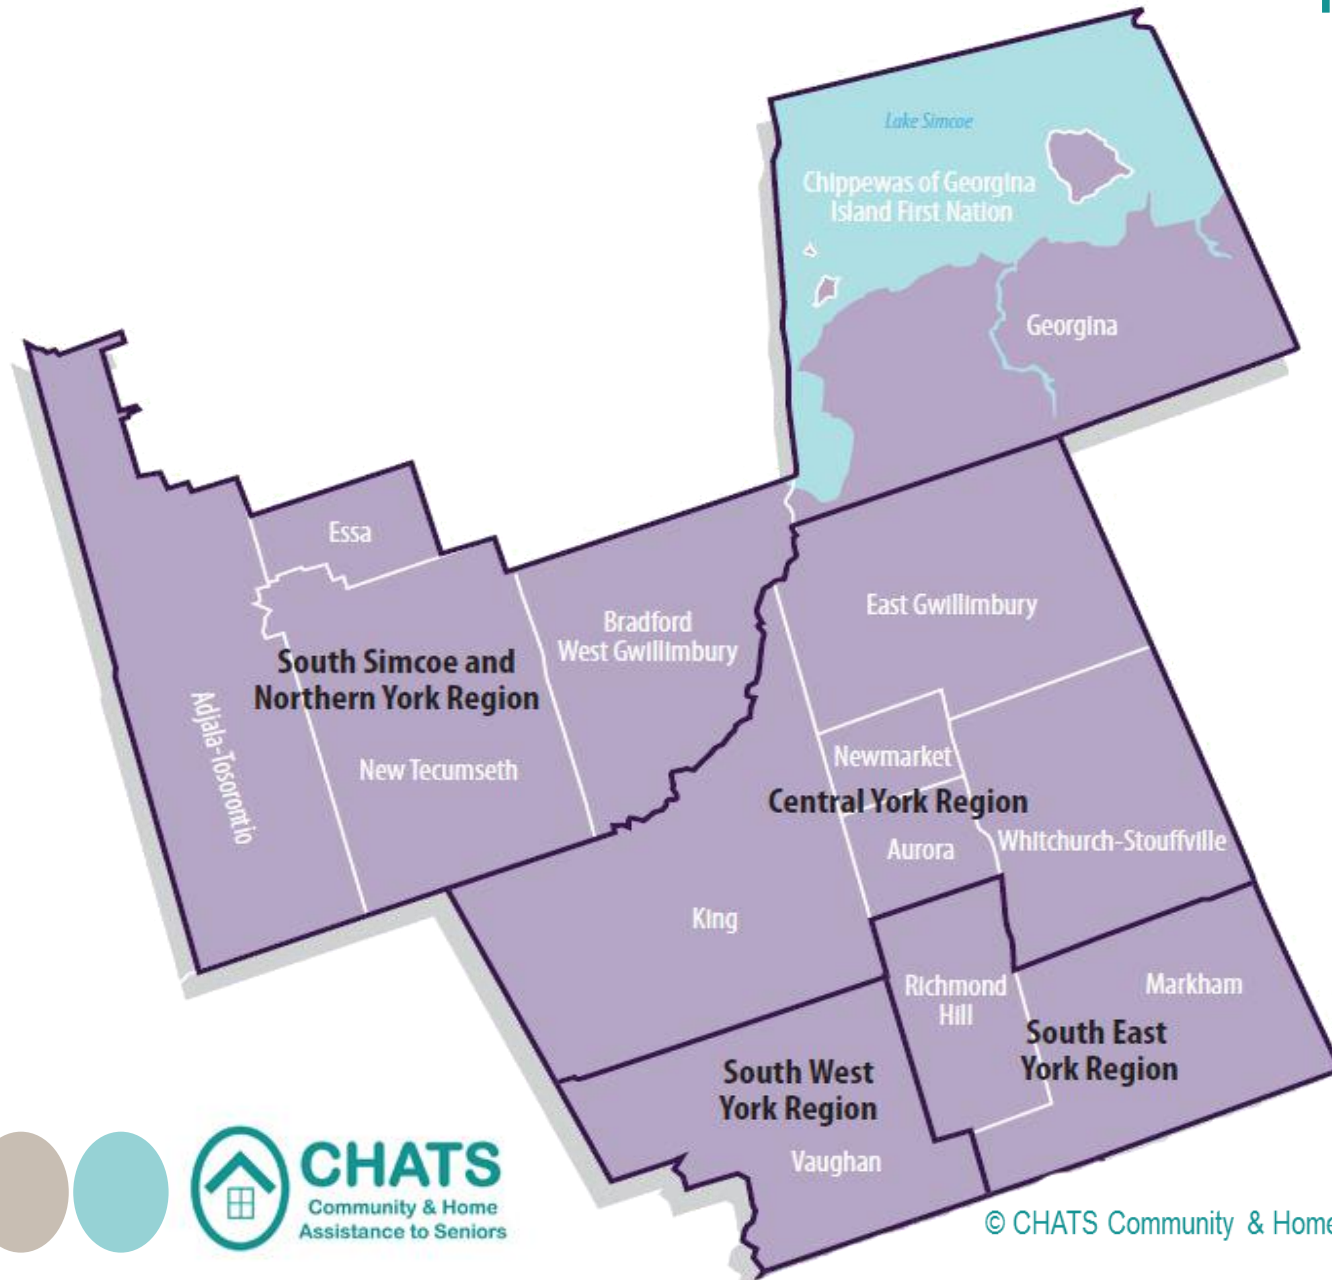 Lake Simcoe
Chippewas of Georgina
Island First Nation
Georgina
Essa
Bradford
West Gwillimbury
East Gwillimbury
South Simcoe and
Northern York Region
Adjala-Tosorontio
New Tecumseth
Newmarket
Central York Region
Aurora
Whitchurch-Stouffville
King
Richmond
Hill
Markham
South East
York Region
South West
York Region
Vaughan
CHATS
Community & Home
Assistance to Seniors
© CHATS Community & Home